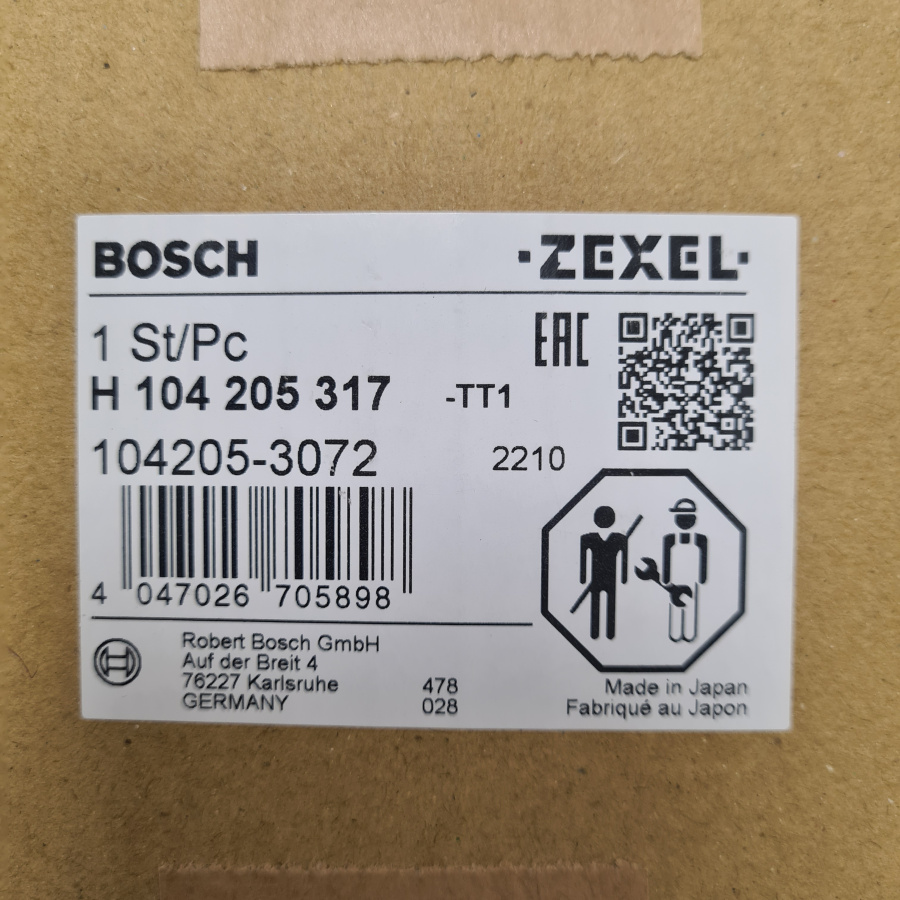 BOSCH
·ZEXEL·
1 St/Pc
EAC
H 104 205 317 -TT1
104205-3072
2210
4 047026 705898
Robert Bosch GmbH
Auf der Breit 4
76227 Karlsruhe
GERMANY
478
028
Made in Japan
Fabriqué au Japon